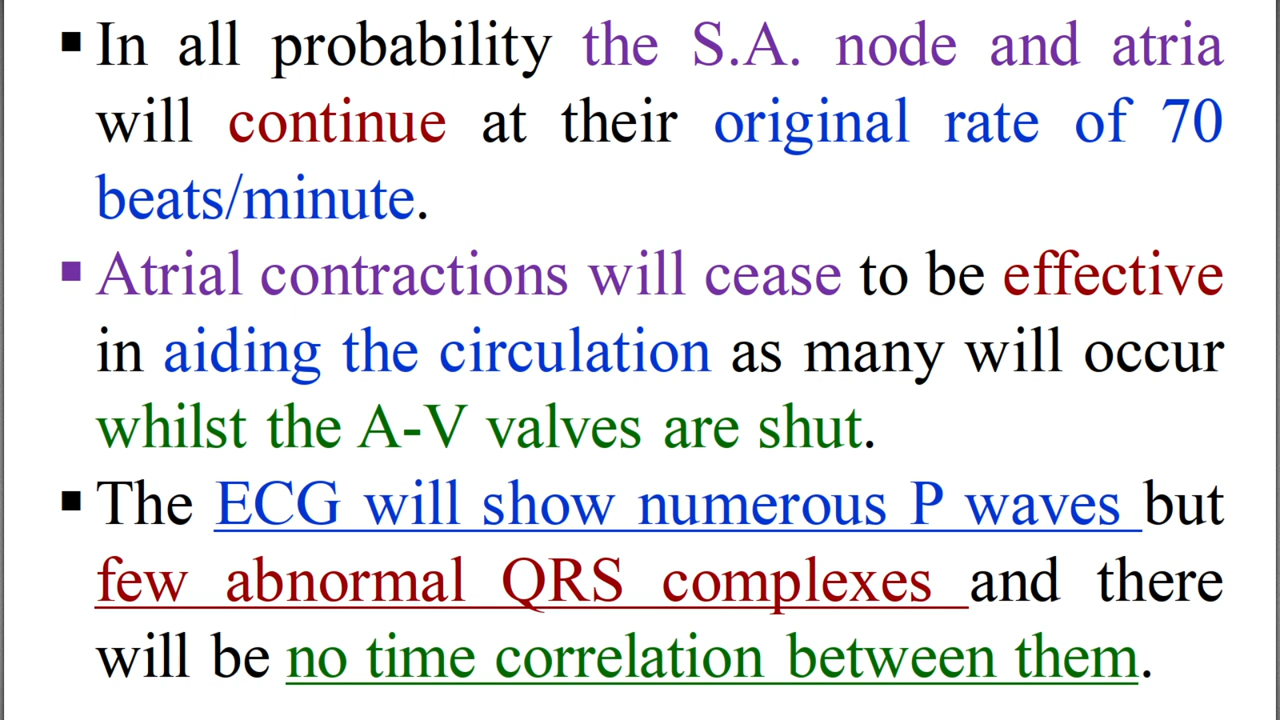 ▪ In all probability the S.A. node and atria
will continue at their original rate of 70
beats/minute.
▪ Atrial contractions will cease to be effective
in aiding the circulation as many will occur
whilst the A-V valves are shut.
▪ The ECG will show numerous P waves but
few abnormal QRS complexes and there
will be no time correlation between them.